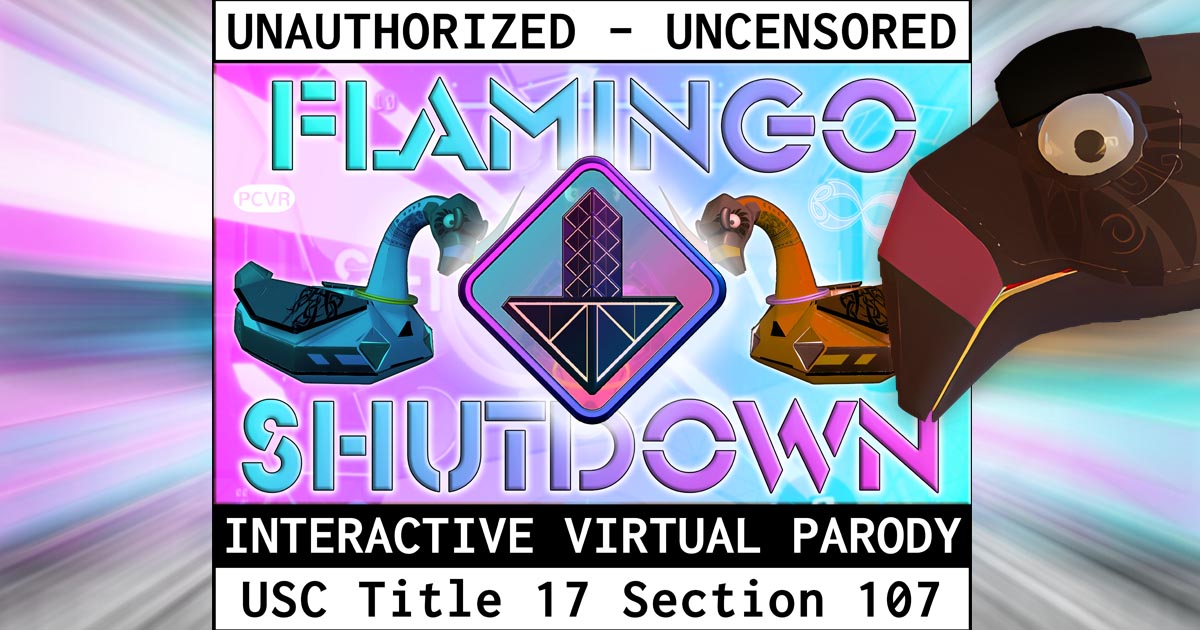 UNAUTHORIZED - UNCENSORED
FLAMINGO
PCVR
SHUTDOWN
INTERACTIVE VIRTUAL PARODY
USC Title 17 Section 107